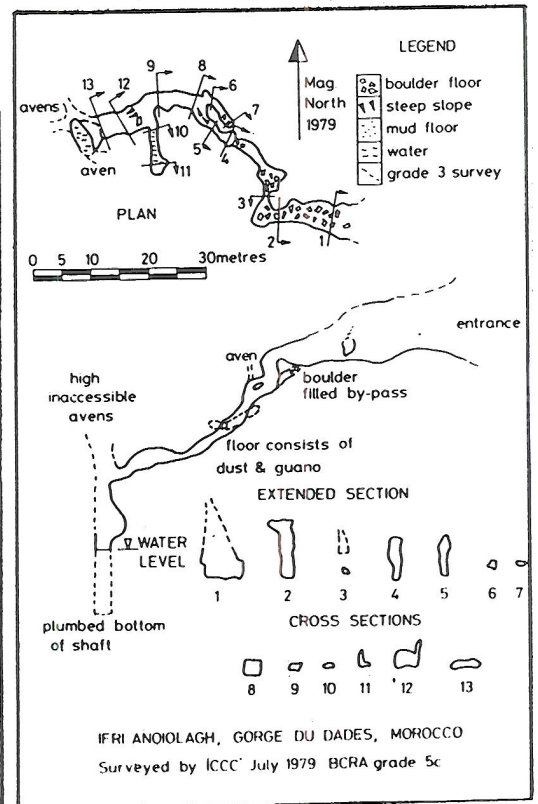 LEGEND
boulder floor
steep slope
mud floor
water
grade 3 survey
Mag
North
1979
13
12
9
8
6
7
10
5
4
11
3
2
1
avens
aven
PLAN
0 5 10 20 30metres
entrance
aven
boulder
filled by-pass
high
inaccessible
avens
floor consists of
dust & guano
EXTENDED SECTION
WATER
LEVEL
1 2 3 4 5 6 7
plumbed bottom
of shaft
CROSS SECTIONS
8 9 10 11 12 13
IFRI ANOIOLAGH, GORGE DU DADES, MOROCCO
Surveyed by ICCC July 1979 BCRA grade 5c